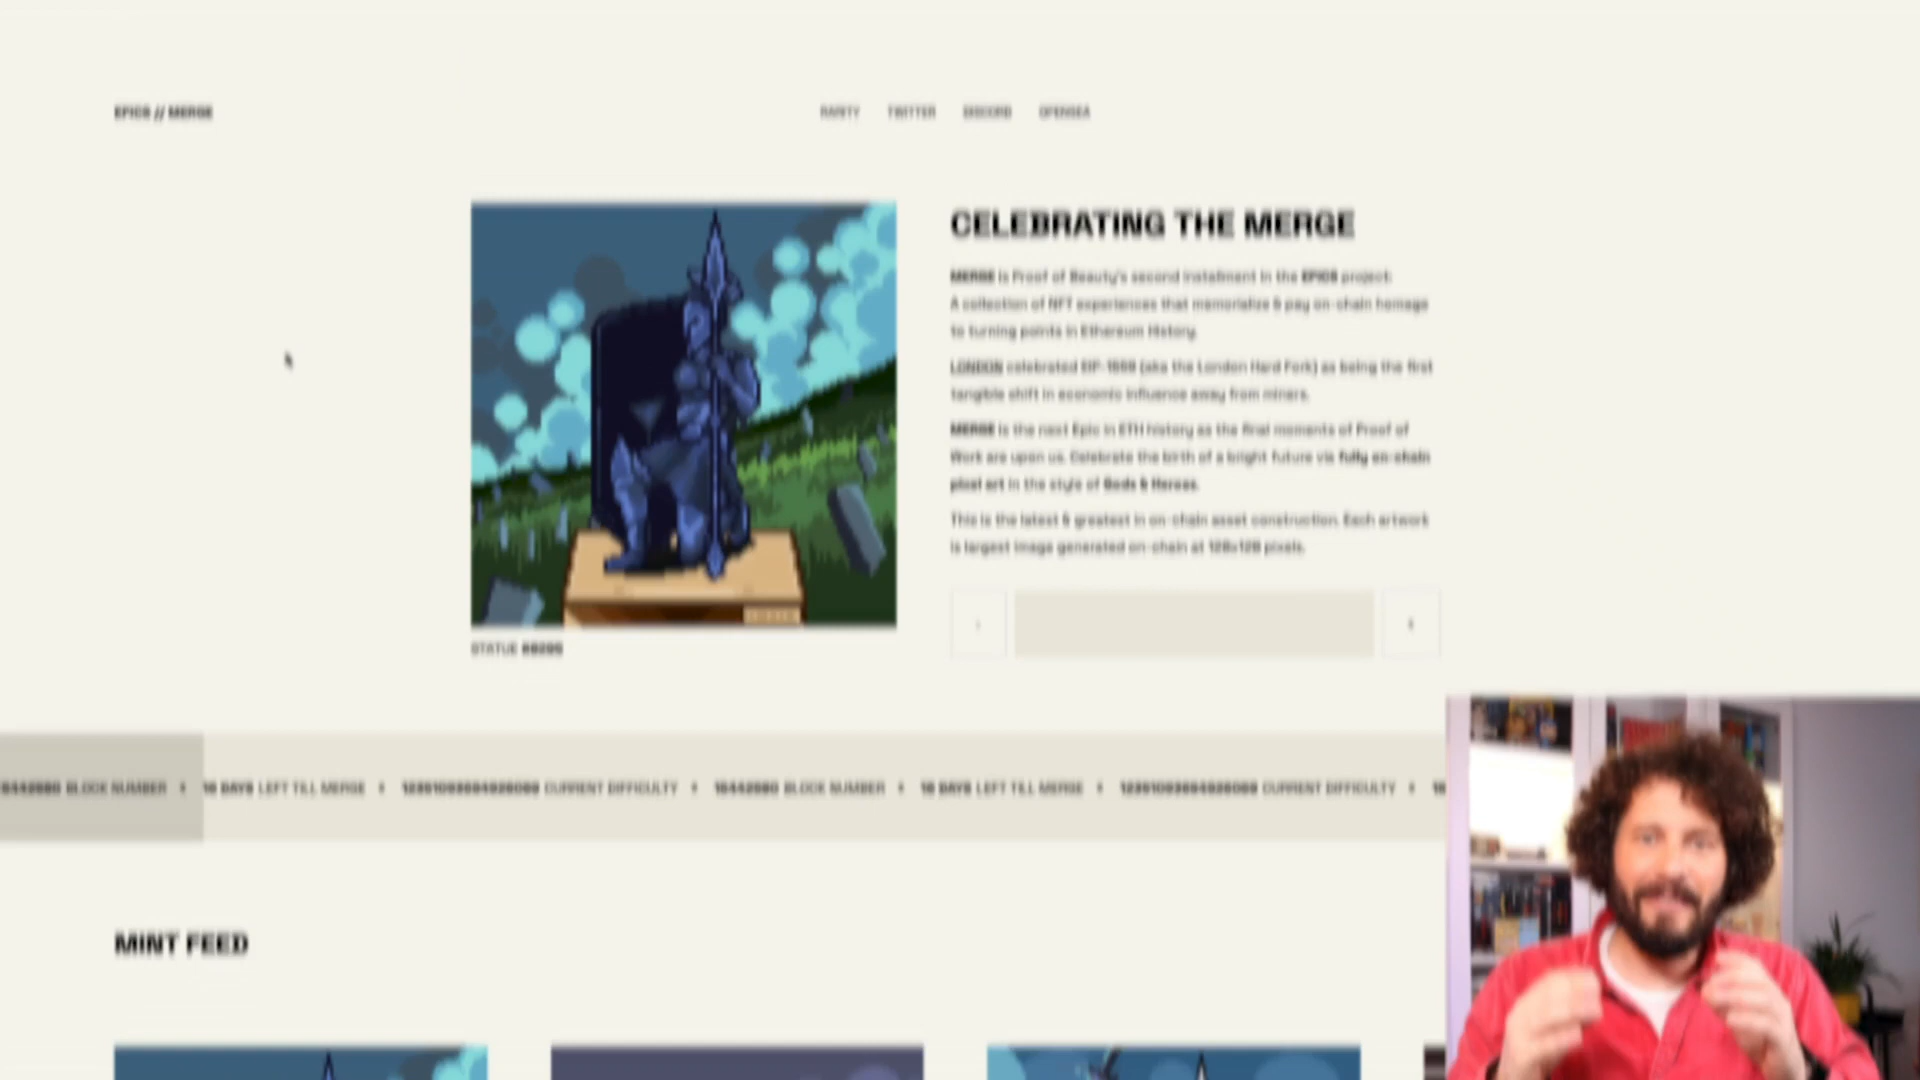 EPICS // MERGE
RARITY TWITTER DISCORD OPENSEA
CELEBRATING THE MERGE
MERGE is Proof of Beauty's second installment in the EPICS project:
A collection of NFT experiences that memorialize & pay on-chain homage
to turning points in Ethereum History.
LONDON celebrated EIP-1559 (aka the London Hard Fork) as being the first
tangible shift in economic influence away from miners.
MERGE is the next Epic in ETH history as the final moments of Proof of
Work are upon us. Celebrate the birth of a bright future via fully on-chain
pixel art in the style of Gods & Heroes.
This is the latest & greatest in on-chain asset construction. Each artwork
is largest image generated on-chain at 128x128 pixels.
STATUE
BLOCK NUMBER DAYS LEFT TILL MERGE CURRENT DIFFICULTY BLOCK NUMBER DAYS LEFT TILL MERGE CURRENT DIFFICULTY
MINT FEED